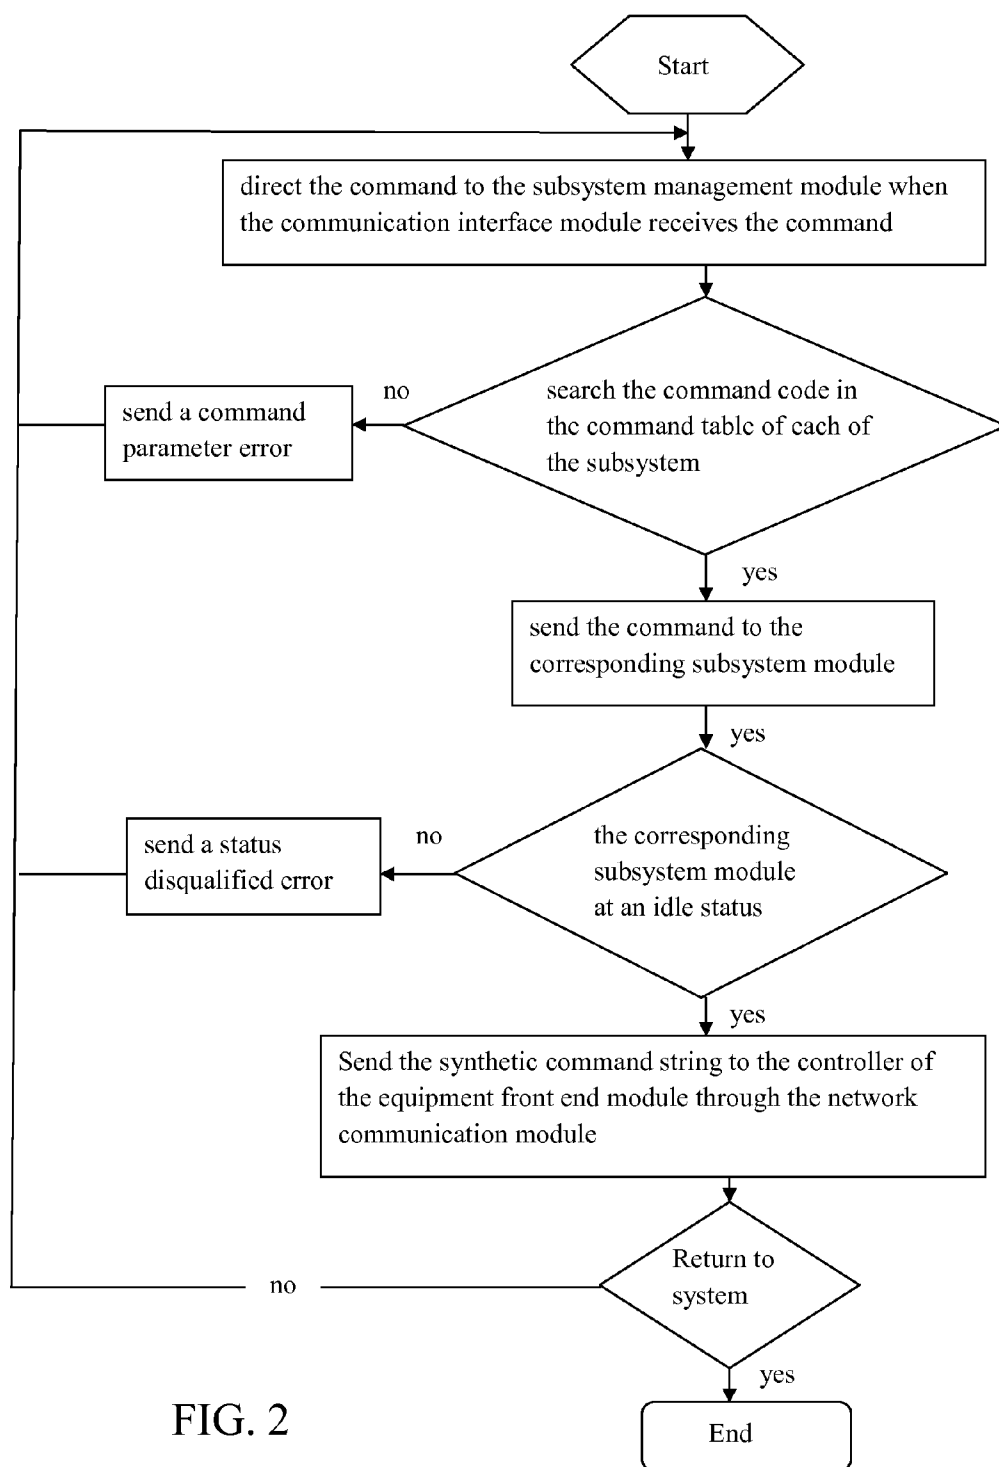 Start
direct the command to the subsystem management module when
the communication interface module receives the command
no
search the command code in
the command table of each of
the subsystem
send a command
parameter error
yes
send the command to the
corresponding subsystem module
yes
no
the corresponding
subsystem module
at an idle status
send a status
disqualified error
yes
Send the synthetic command string to the controller of
the equipment front end module through the network
communication module
Return to
system
no
yes
End
FIG. 2